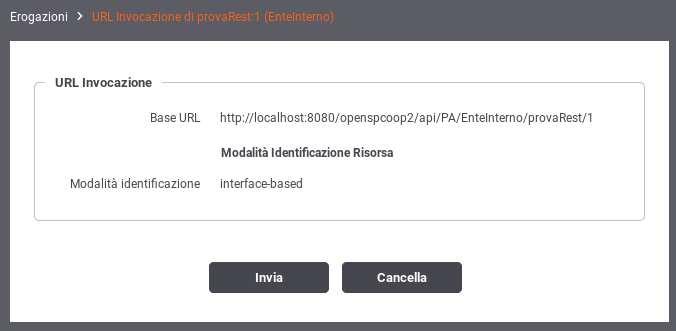 Erogazioni > URL Invocazione di provaRest:1 (EnteInterno)
URL Invocazione
Base URL http://localhost:8080/openspcoop2/api/PA/EnteInterno/provaRest/1
Modalità Identificazione Risorsa
Modalità identificazione interface-based
Invia Cancella